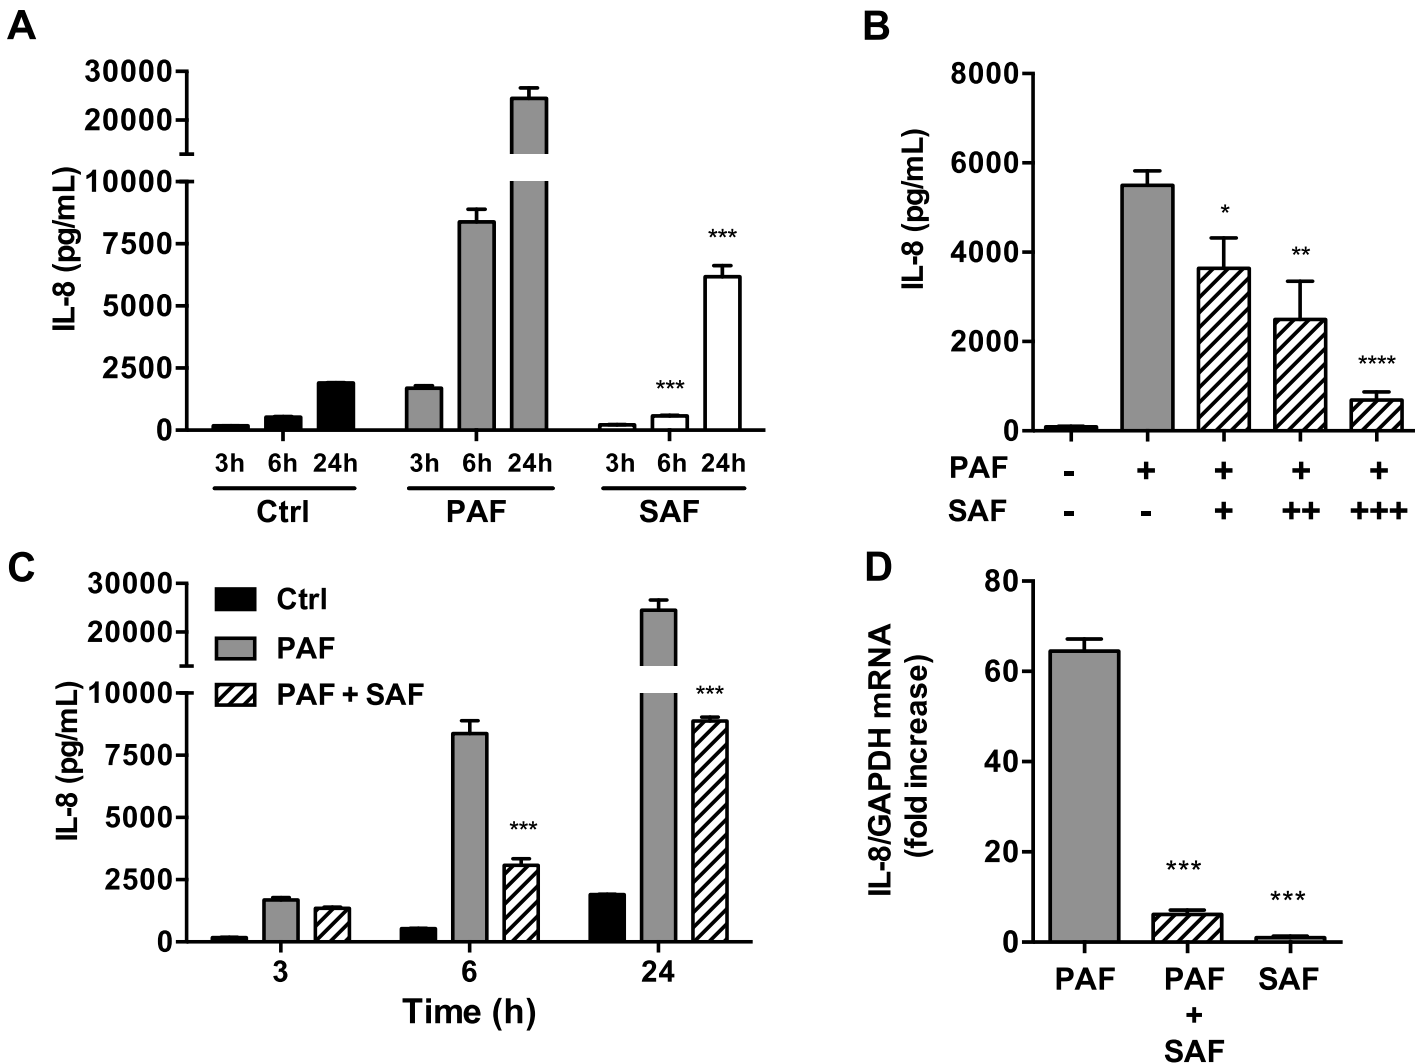 A
30000
20000
10000
7500
5000
2500
0
IL-8 (pg/mL)
***
***
3h 6h 24h 3h 6h 24h 3h 6h 24h
Ctrl PAF SAF
B
8000
6000
4000
2000
0
IL-8 (pg/mL)
*
**
****
PAF - + + + +
SAF - - + ++ +++
C
30000
20000
10000
7500
5000
2500
0
IL-8 (pg/mL)
Ctrl
PAF
PAF + SAF
***
***
3 6 24
Time (h)
D
80
60
40
20
0
IL-8/GAPDH mRNA
(fold increase)
***
***
PAF PAF SAF
+
SAF